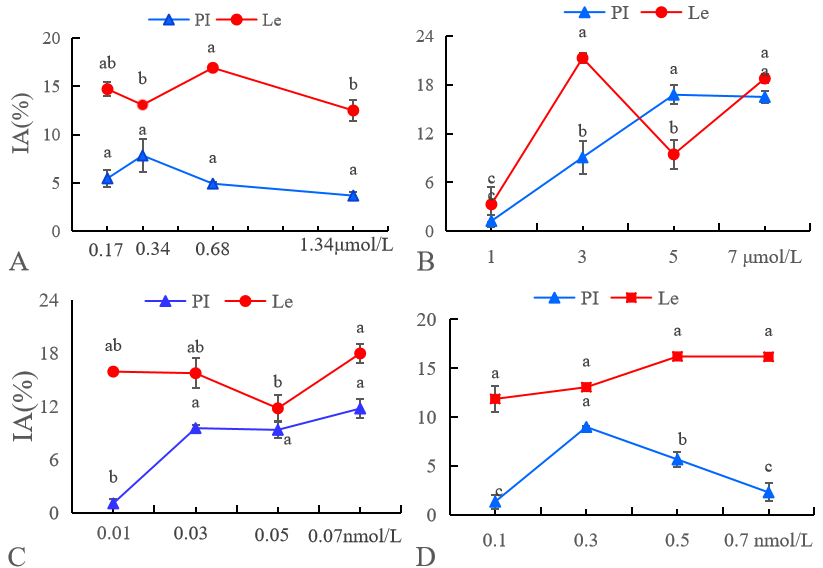 PI Le
20
15
10
5
0
IA(%)
ab b a b
a a a a
0.17 0.34 0.68 1.34μmol/L
A
PI Le
24
18
12
6
0
c a b a
c b a a
1 3 5 7 μmol/L
B
PI Le
24
18
12
6
0
IA(%)
ab ab b a
b a a a
0.01 0.03 0.05 0.07nmol/L
C
PI Le
20
15
10
5
0
a a a a
c a b c
0.1 0.3 0.5 0.7 nmol/L
D